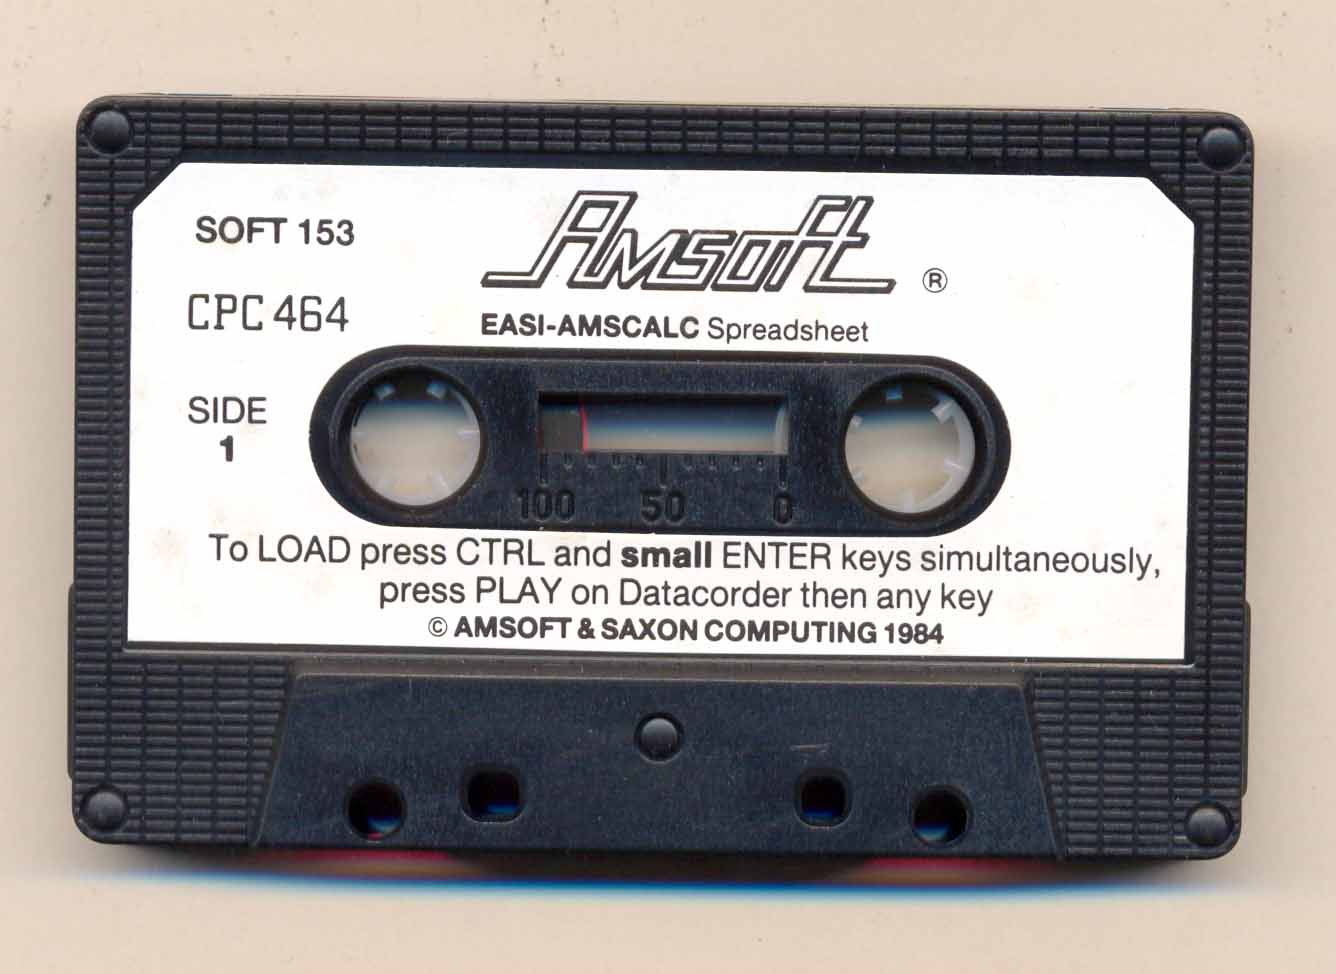 SOFT 153
Amsoft ®
CPC 464
EASI-AMSCALC Spreadsheet
SIDE
1
100 50 0
To LOAD press CTRL and small ENTER keys simultaneously,
press PLAY on Datacorder then any key
© AMSOFT & SAXON COMPUTING 1984